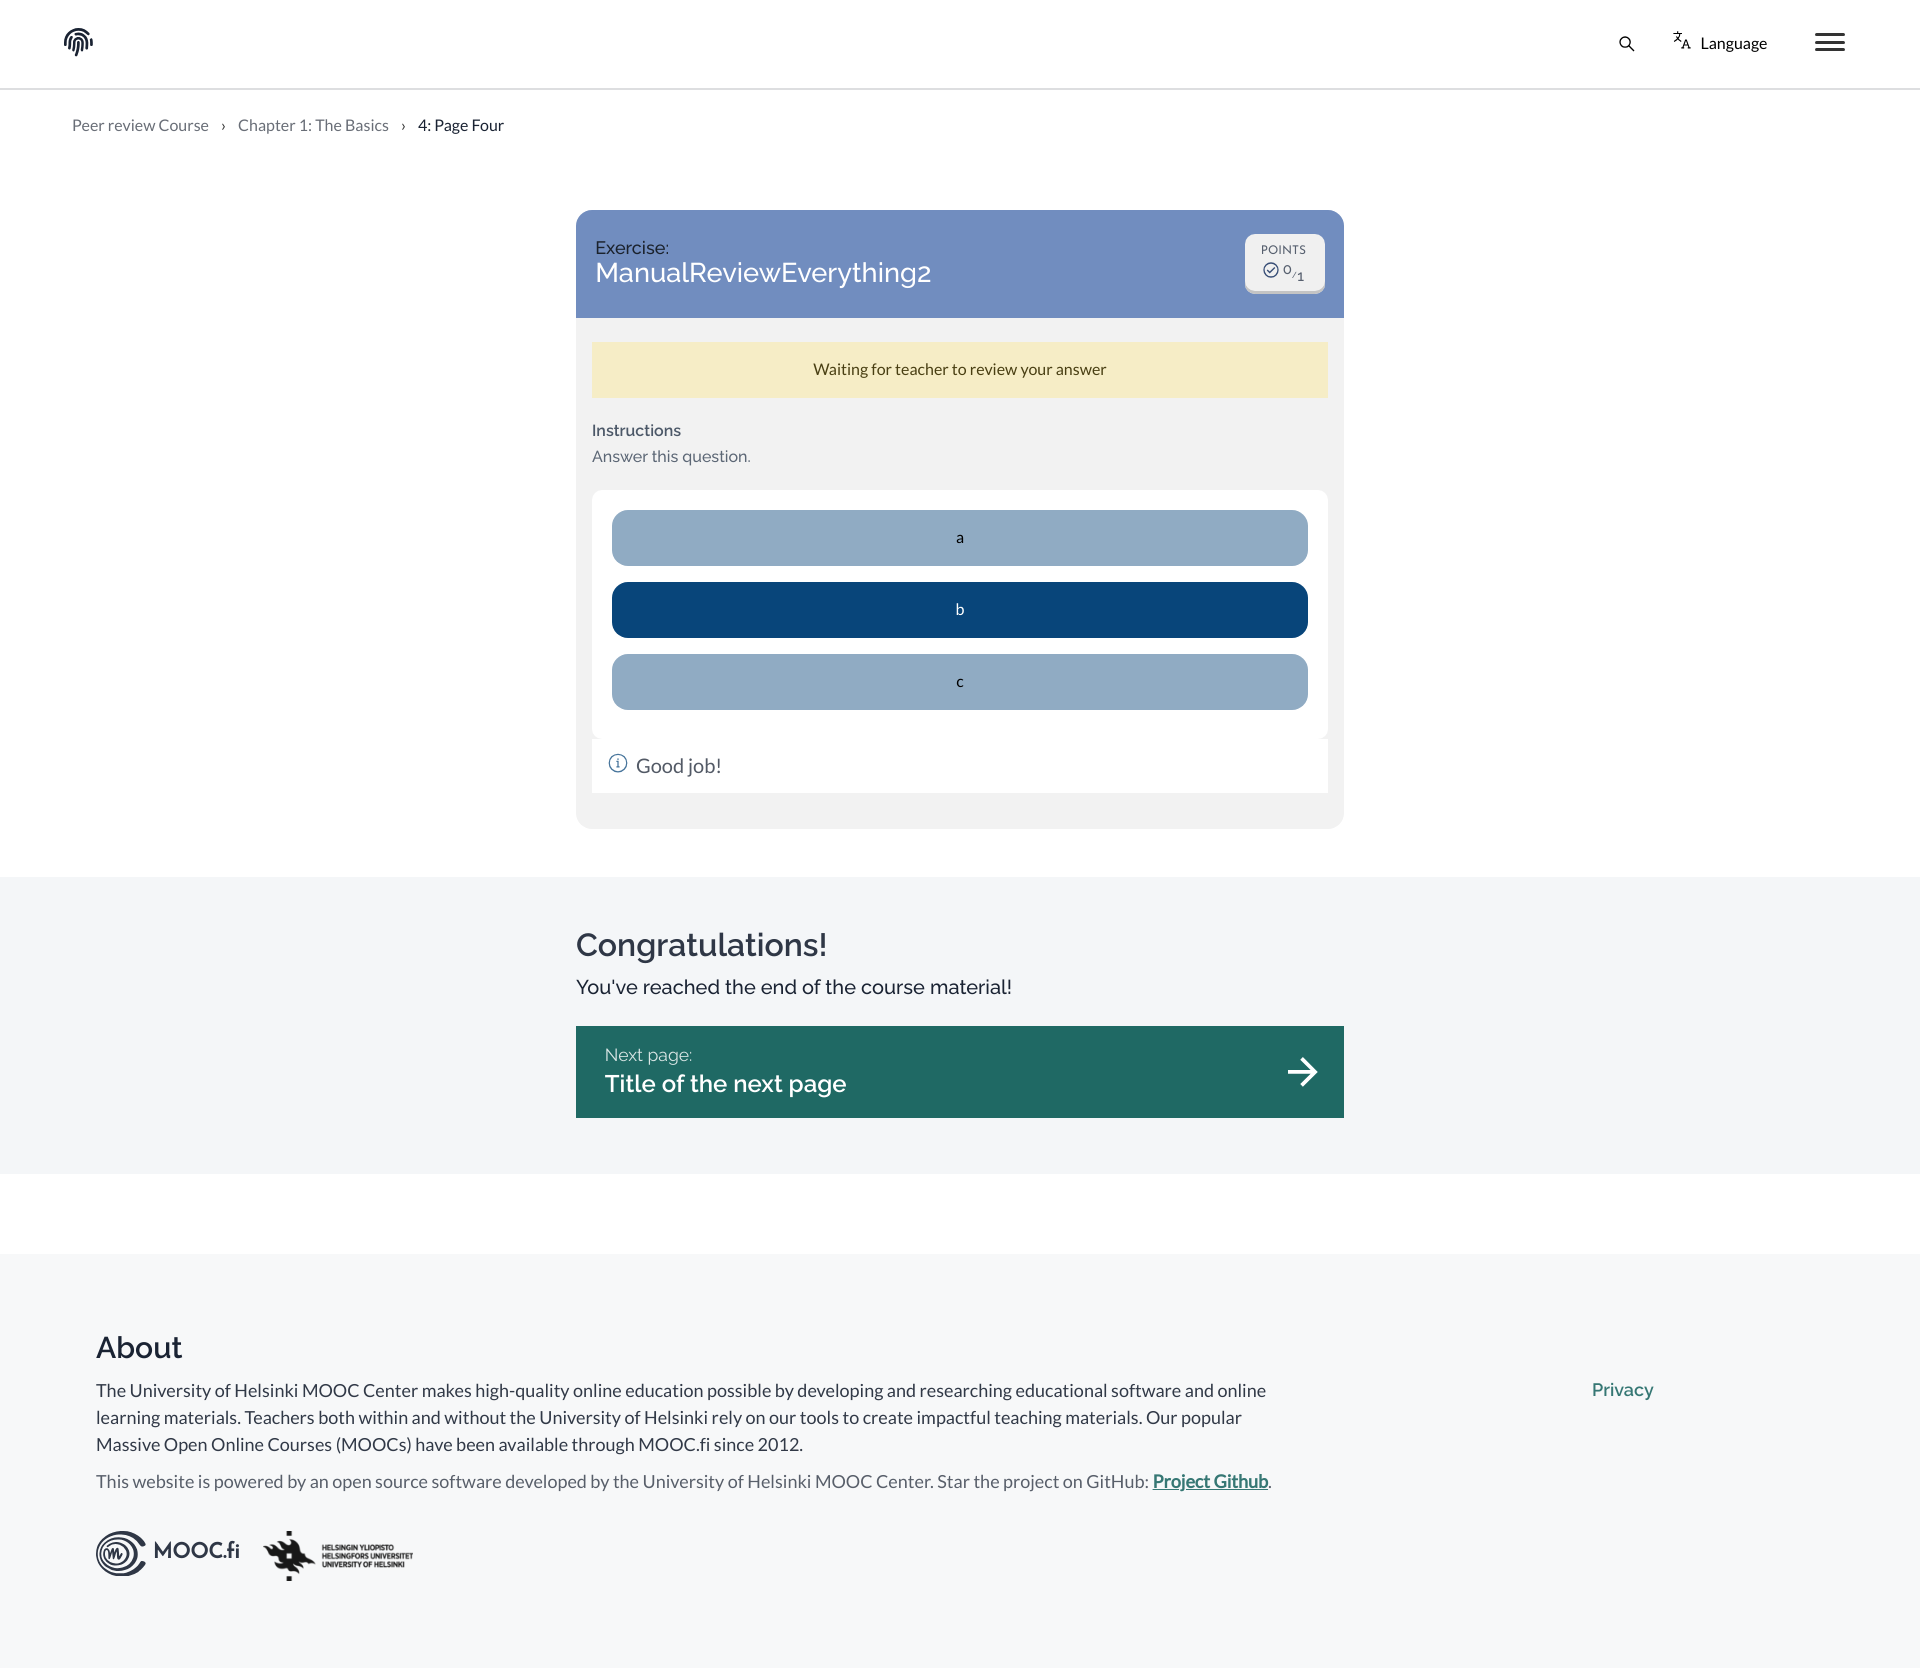 Language
Peer review Course › Chapter 1: The Basics › 4: Page Four
Exercise:
ManualReviewEverything2
POINTS
0/1
Waiting for teacher to review your answer
Instructions
Answer this question.
a
b
c
Good job!
Congratulations!
You've reached the end of the course material!
Next page:
Title of the next page
About
The University of Helsinki MOOC Center makes high-quality online education possible by developing and researching educational software and online
learning materials. Teachers both within and without the University of Helsinki rely on our tools to create impactful teaching materials. Our popular
Massive Open Online Courses (MOOCs) have been available through MOOC.fi since 2012.
This website is powered by an open source software developed by the University of Helsinki MOOC Center. Star the project on GitHub: Project Github.
Privacy
MOOC.fi
HELSINGIN YLIOPISTO
HELSINGFORS UNIVERSITET
UNIVERSITY OF HELSINKI